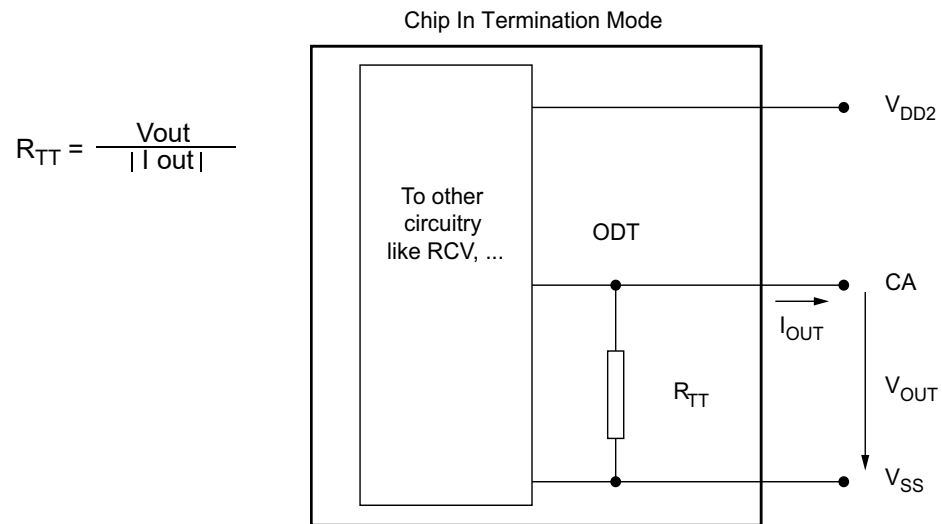 Chip In Termination Mode
R_TT = Vout
| I out |
V_DD2
To other
circuitry
like RCV, ...
ODT
CA
I_OUT
R_TT
V_OUT
V_SS